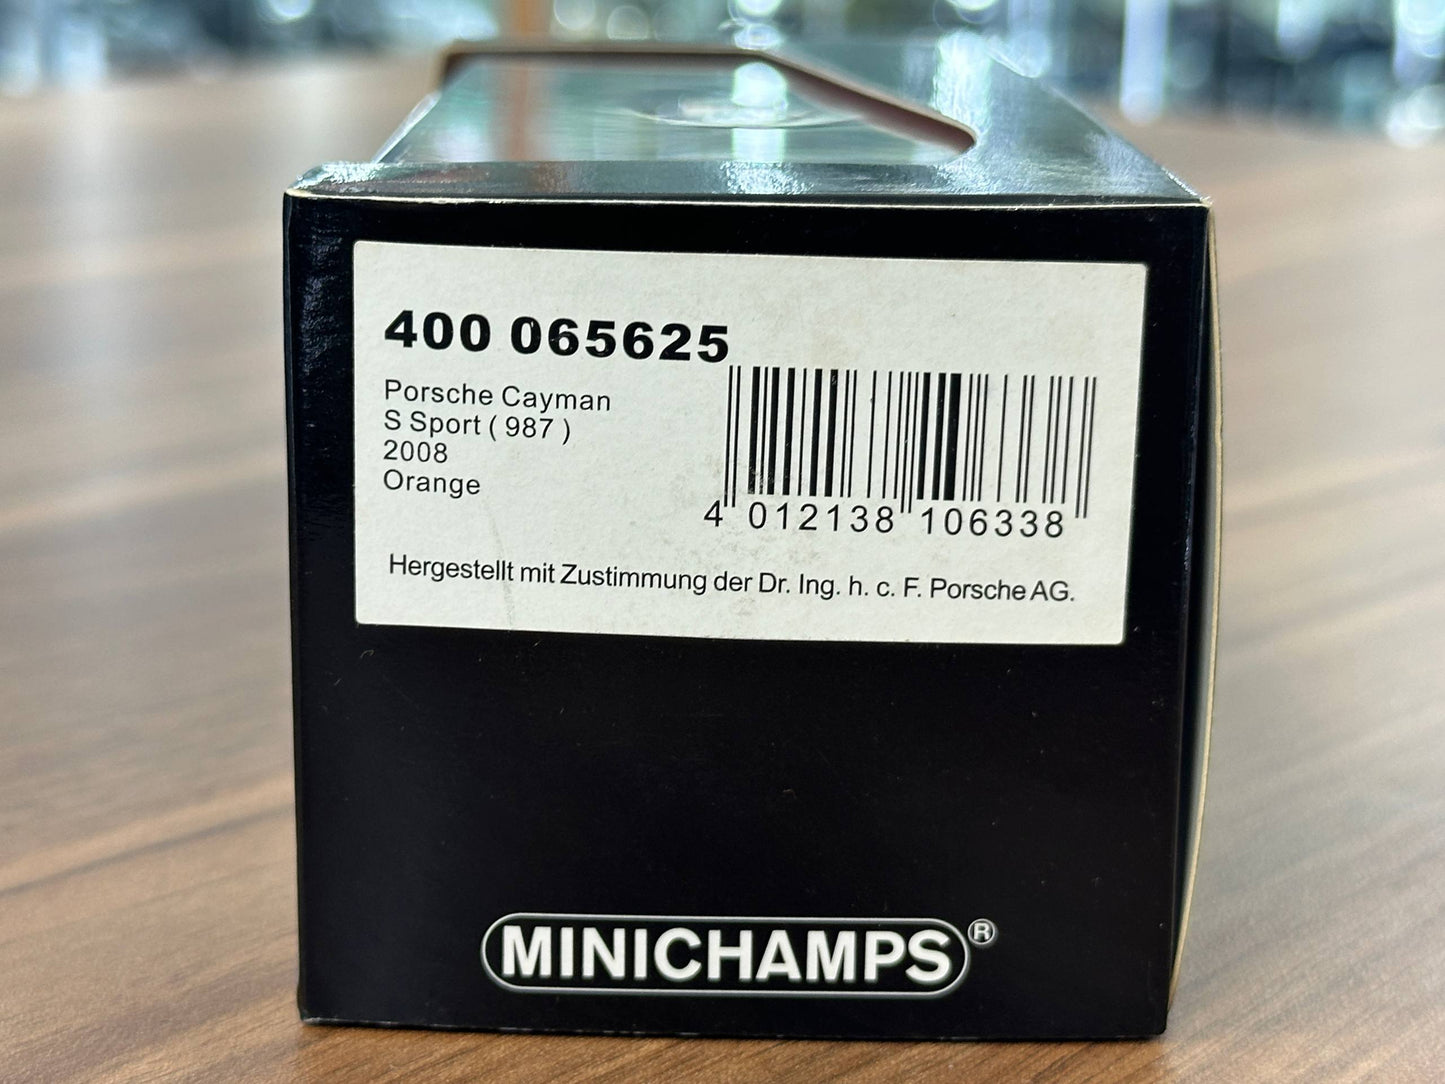 400 065625
Porsche Cayman
S Sport ( 987 )
2008
Orange
4 012138 106338
Hergestellt mit Zustimmung der Dr. Ing. h. c. F. Porsche AG.
MINICHAMPS®